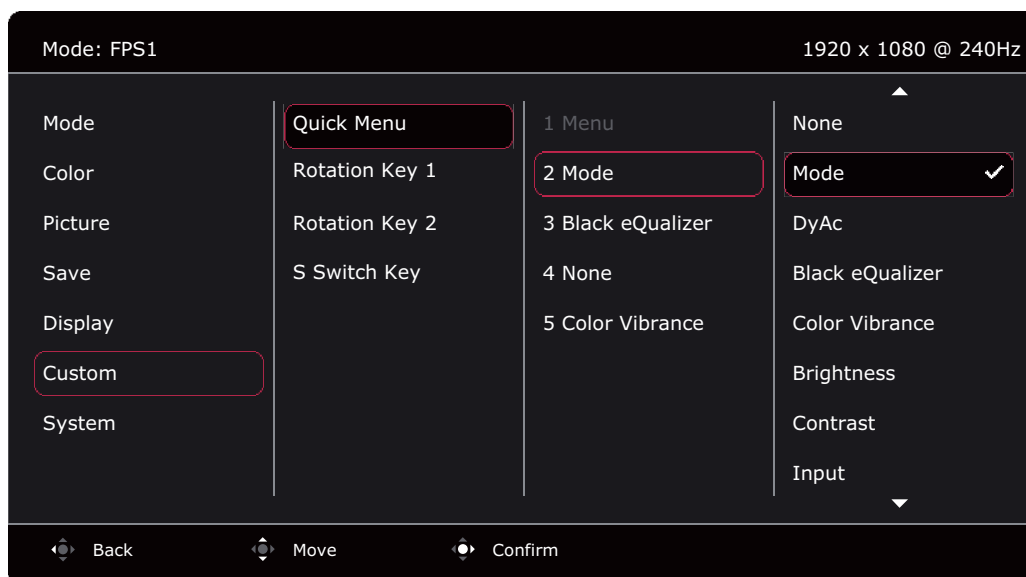 Mode: FPS1
1920 x 1080 @ 240Hz
Mode
Color
Picture
Save
Display
Custom
System
Quick Menu
Rotation Key 1
Rotation Key 2
S Switch Key
1 Menu
2 Mode
3 Black eQualizer
4 None
5 Color Vibrance
None
Mode
DyAc
Black eQualizer
Color Vibrance
Brightness
Contrast
Input
Back
Move
Confirm